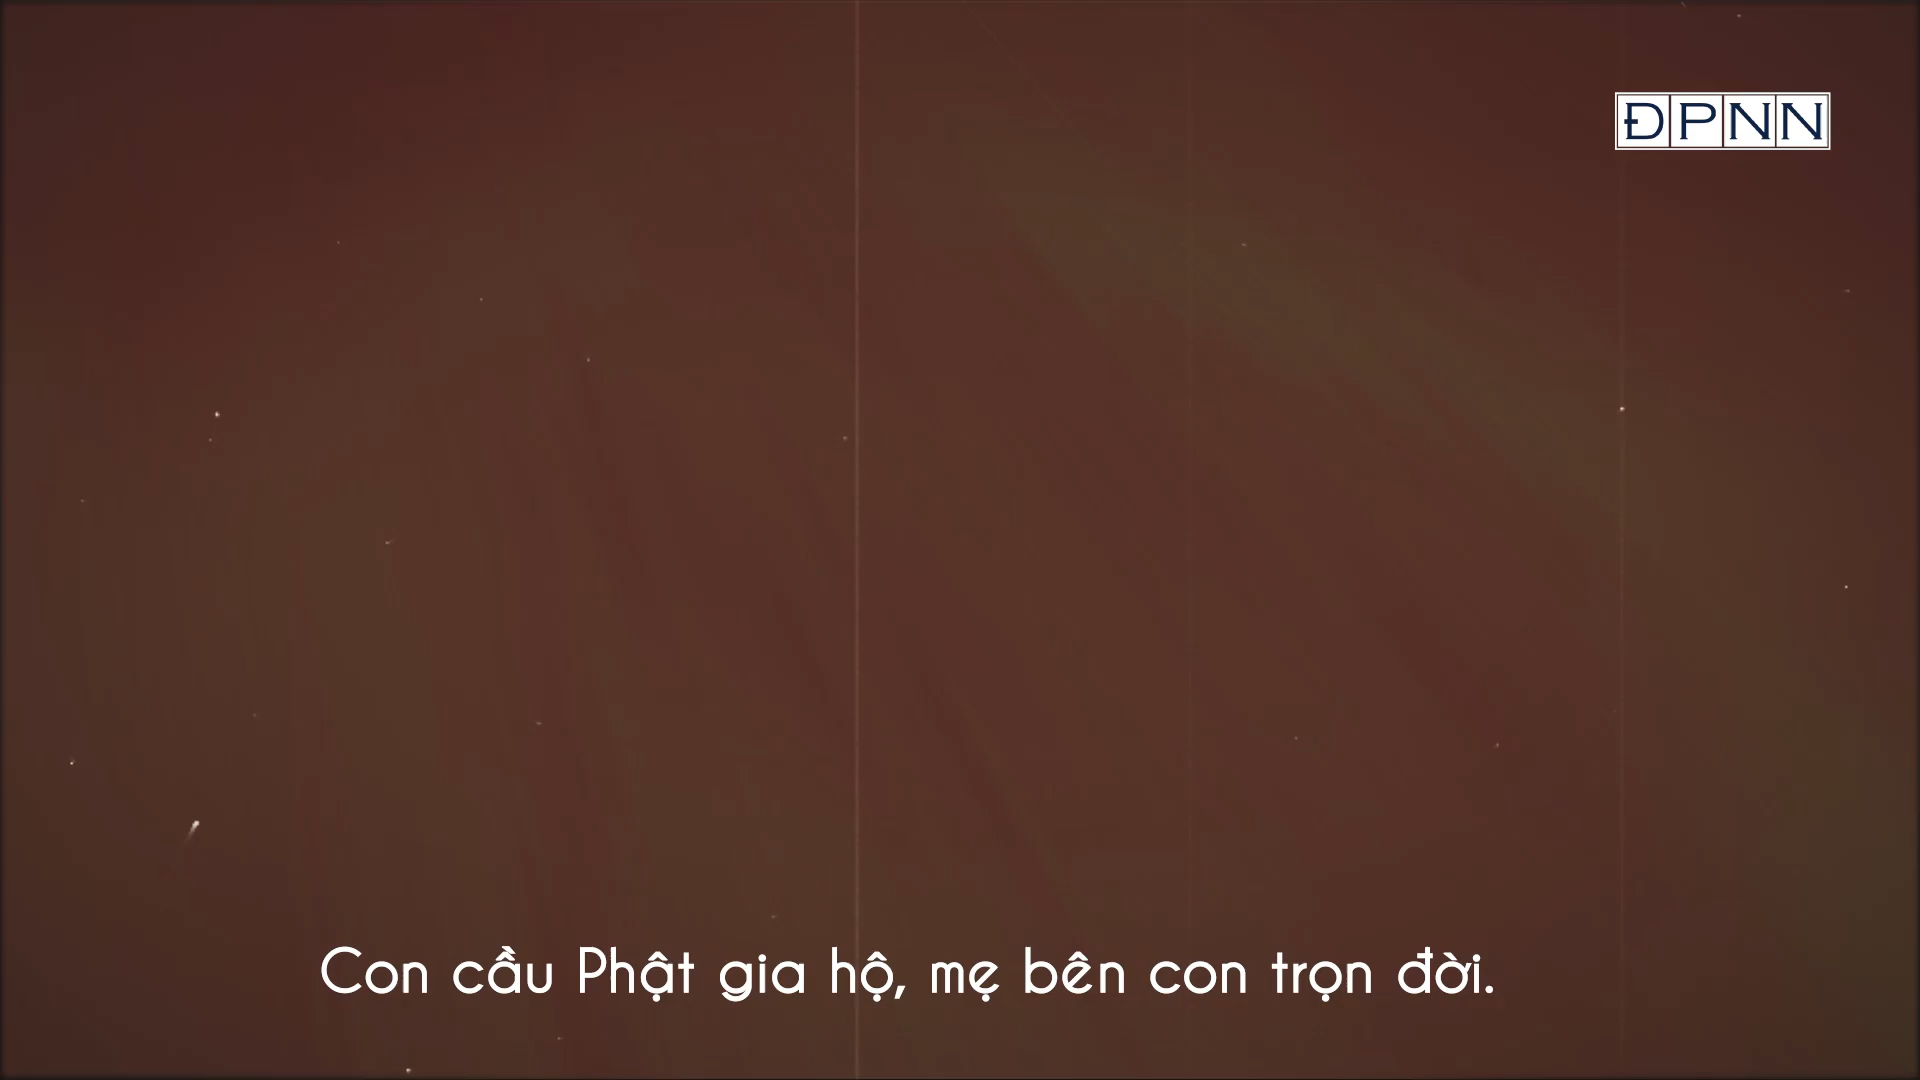 ĐPNN
Con cầu Phật gia hộ, mẹ bên con trọn đời.